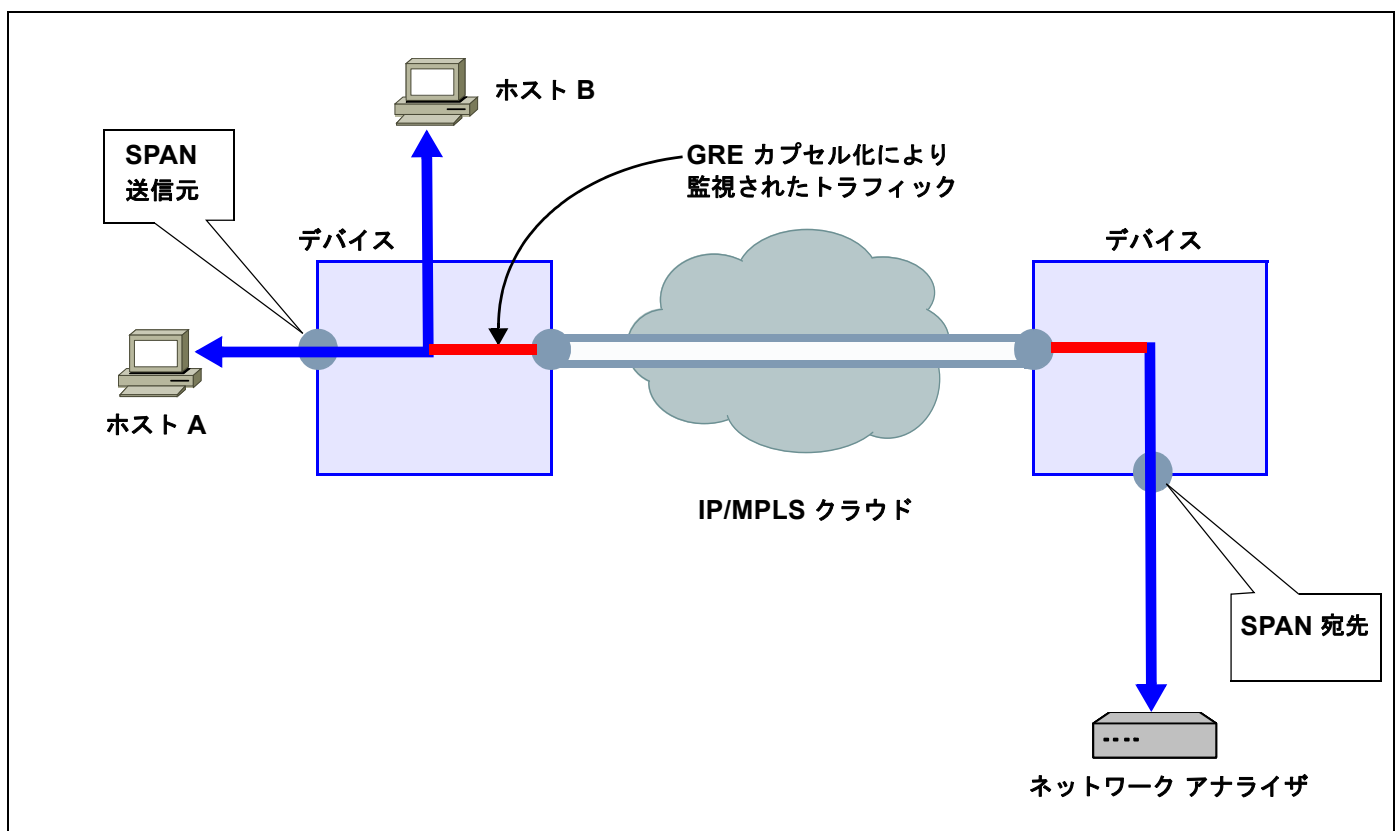 ホスト B
SPAN
送信元
GRE カプセル化により
監視されたトラフィック
デバイス
デバイス
ホスト A
IP/MPLS クラウド
SPAN 宛先
ネットワーク アナライザ